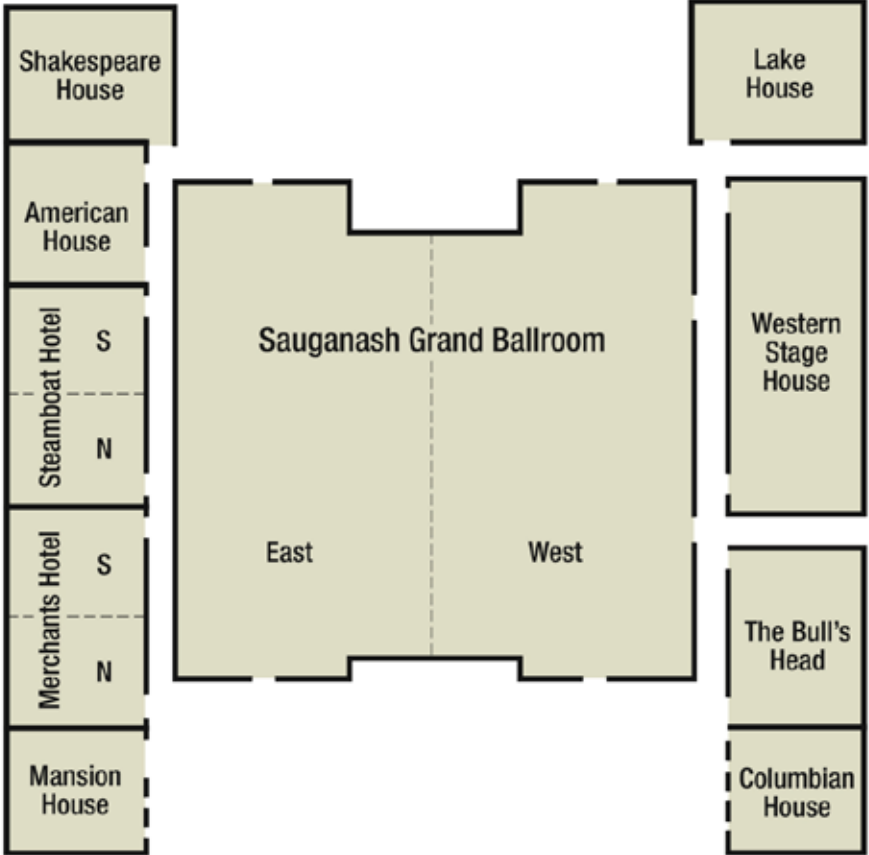 Shakespeare
House
Lake
House
American
House
Steamboat Hotel
S
N
Sauganash Grand Ballroom
East
West
Western
Stage
House
Merchants Hotel
S
N
The Bull's
Head
Mansion
House
Columbian
House